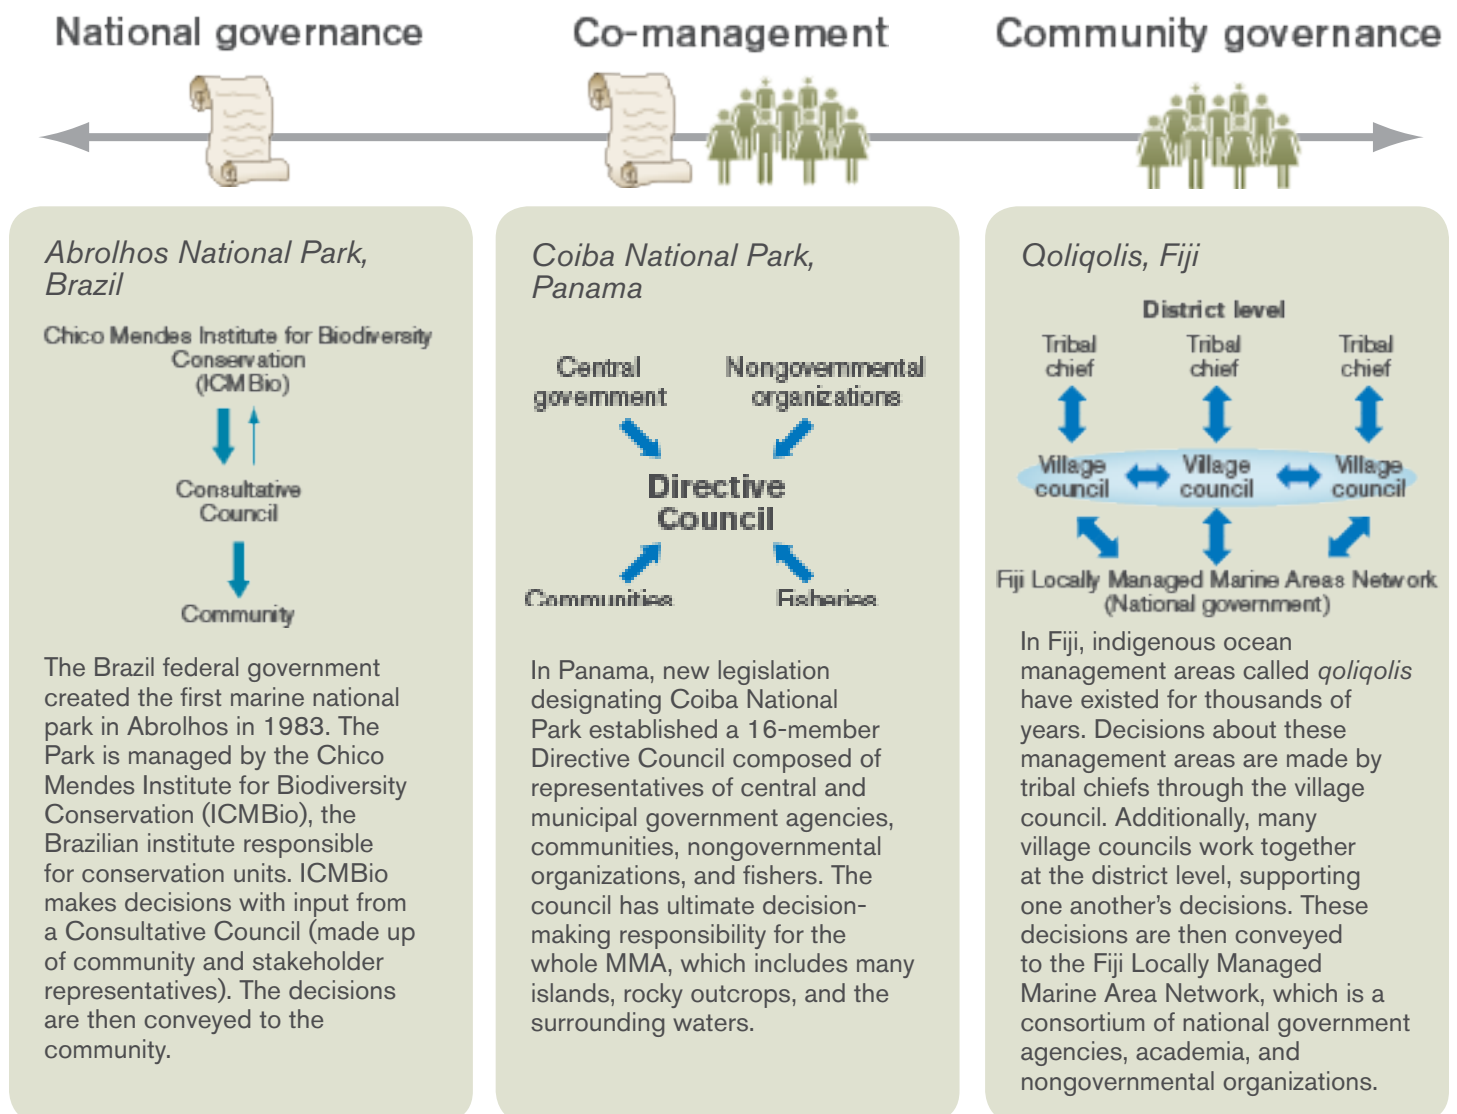 National governance
Co-management
Community governance
Abrolhos National Park,
Brazil
Chico Mendes Institute for Biodiversity
Conservation
(ICMBio)
Consultative
Council
Community
The Brazil federal government
created the first marine national
park in Abrolhos in 1983. The
Park is managed by the Chico
Mendes Institute for Biodiversity
Conservation (ICMBio), the
Brazilian institute responsible
for conservation units. ICMBio
makes decisions with input from
a Consultative Council (made up
of community and stakeholder
representatives). The decisions
are then conveyed to the
community.
Coiba National Park,
Panama
Central
government
Nongovernmental
organizations
Directive
Council
Communities
Fisheries
In Panama, new legislation
designating Coiba National
Park established a 16-member
Directive Council composed of
representatives of central and
municipal government agencies,
communities, nongovernmental
organizations, and fishers. The
council has ultimate decision-
making responsibility for the
whole MMA, which includes many
islands, rocky outcrops, and the
surrounding waters.
Qoliqolis, Fiji
District level
Tribal
chief
Tribal
chief
Tribal
chief
Village
council
Village
council
Village
council
Fiji Locally Managed Marine Areas Network
(National government)
In Fiji, indigenous ocean
management areas called qoliqolis
have existed for thousands of
years. Decisions about these
management areas are made by
tribal chiefs through the village
council. Additionally, many
village councils work together
at the district level, supporting
one another’s decisions. These
decisions are then conveyed
to the Fiji Locally Managed
Marine Area Network, which is a
consortium of national government
agencies, academia, and
nongovernmental organizations.